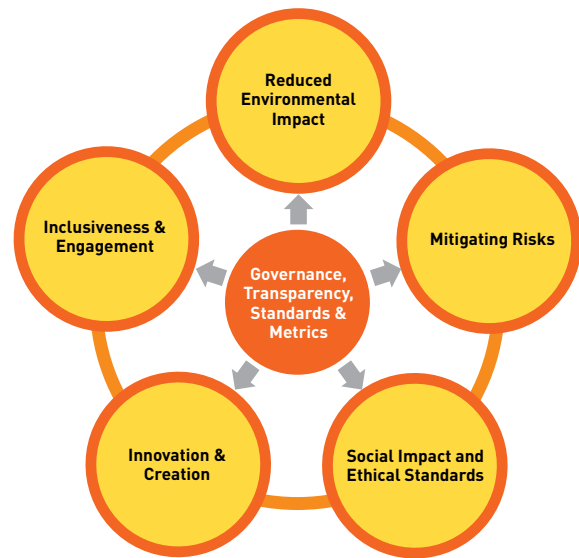 Reduced
Environmental
Impact
Inclusiveness &
Engagement
Mitigating Risks
Governance,
Transparency,
Standards &
Metrics
Innovation &
Creation
Social Impact and
Ethical Standards